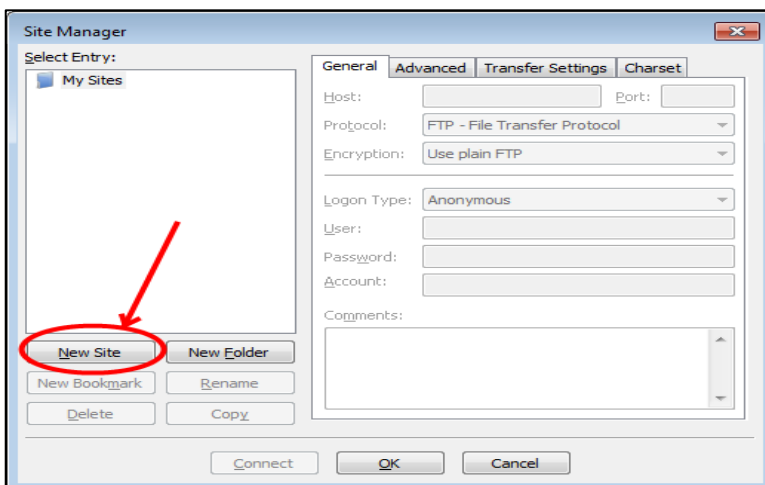 Site Manager
Select Entry:
My Sites
New Site
New Folder
New Bookmark
Rename
Delete
Copy
General
Advanced
Transfer Settings
Charset
Host:
Port:
Protocol:
FTP - File Transfer Protocol
Encryption:
Use plain FTP
Logon Type:
Anonymous
User:
Password:
Account:
Comments:
Connect
OK
Cancel